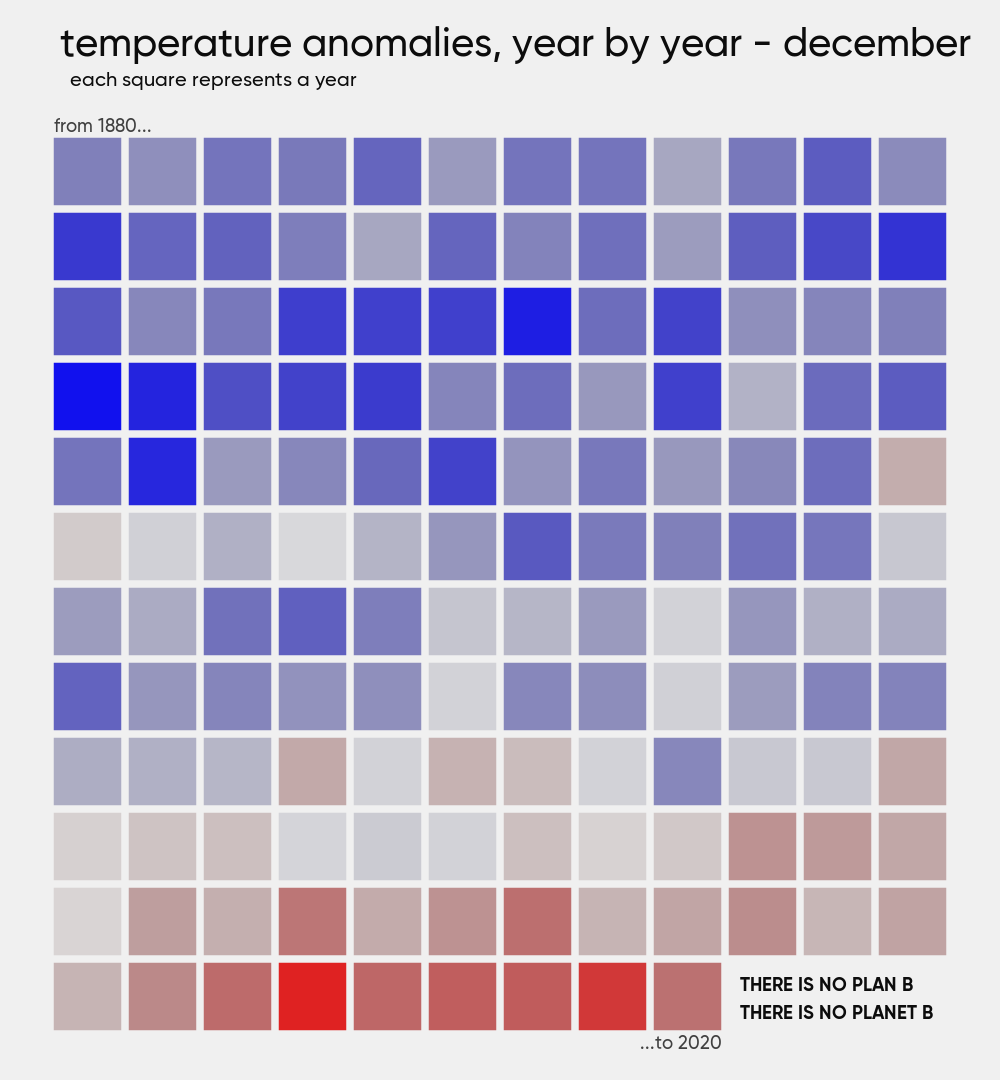 temperature anomalies, year by year - december
each square represents a year
from 1880...
THERE IS NO PLAN B
THERE IS NO PLANET B
...to 2020